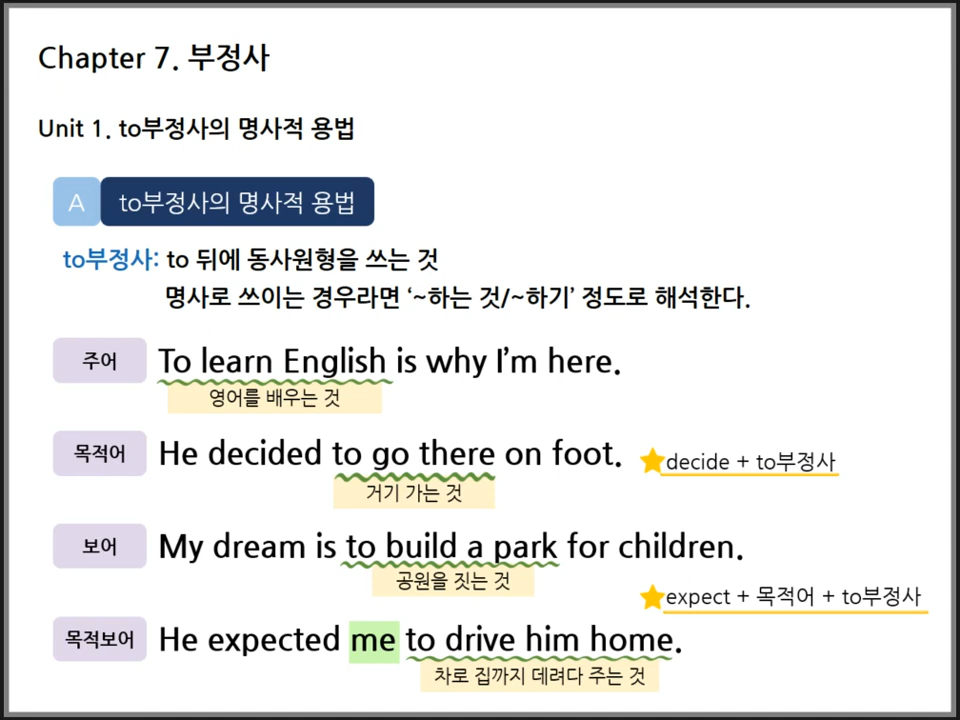 Chapter 7. 부정사
Unit 1. to부정사의 명사적 용법
A to부정사의 명사적 용법
to부정사: to 뒤에 동사원형을 쓰는 것
명사로 쓰이는 경우라면 ‘~하는 것/~하기’ 정도로 해석한다.
주어 To learn English is why I’m here.
영어를 배우는 것
목적어 He decided to go there on foot. decide + to부정사
거기 가는 것
보어 My dream is to build a park for children.
공원을 짓는 것
expect + 목적어 + to부정사
목적보어 He expected me to drive him home.
차로 집까지 데려다 주는 것